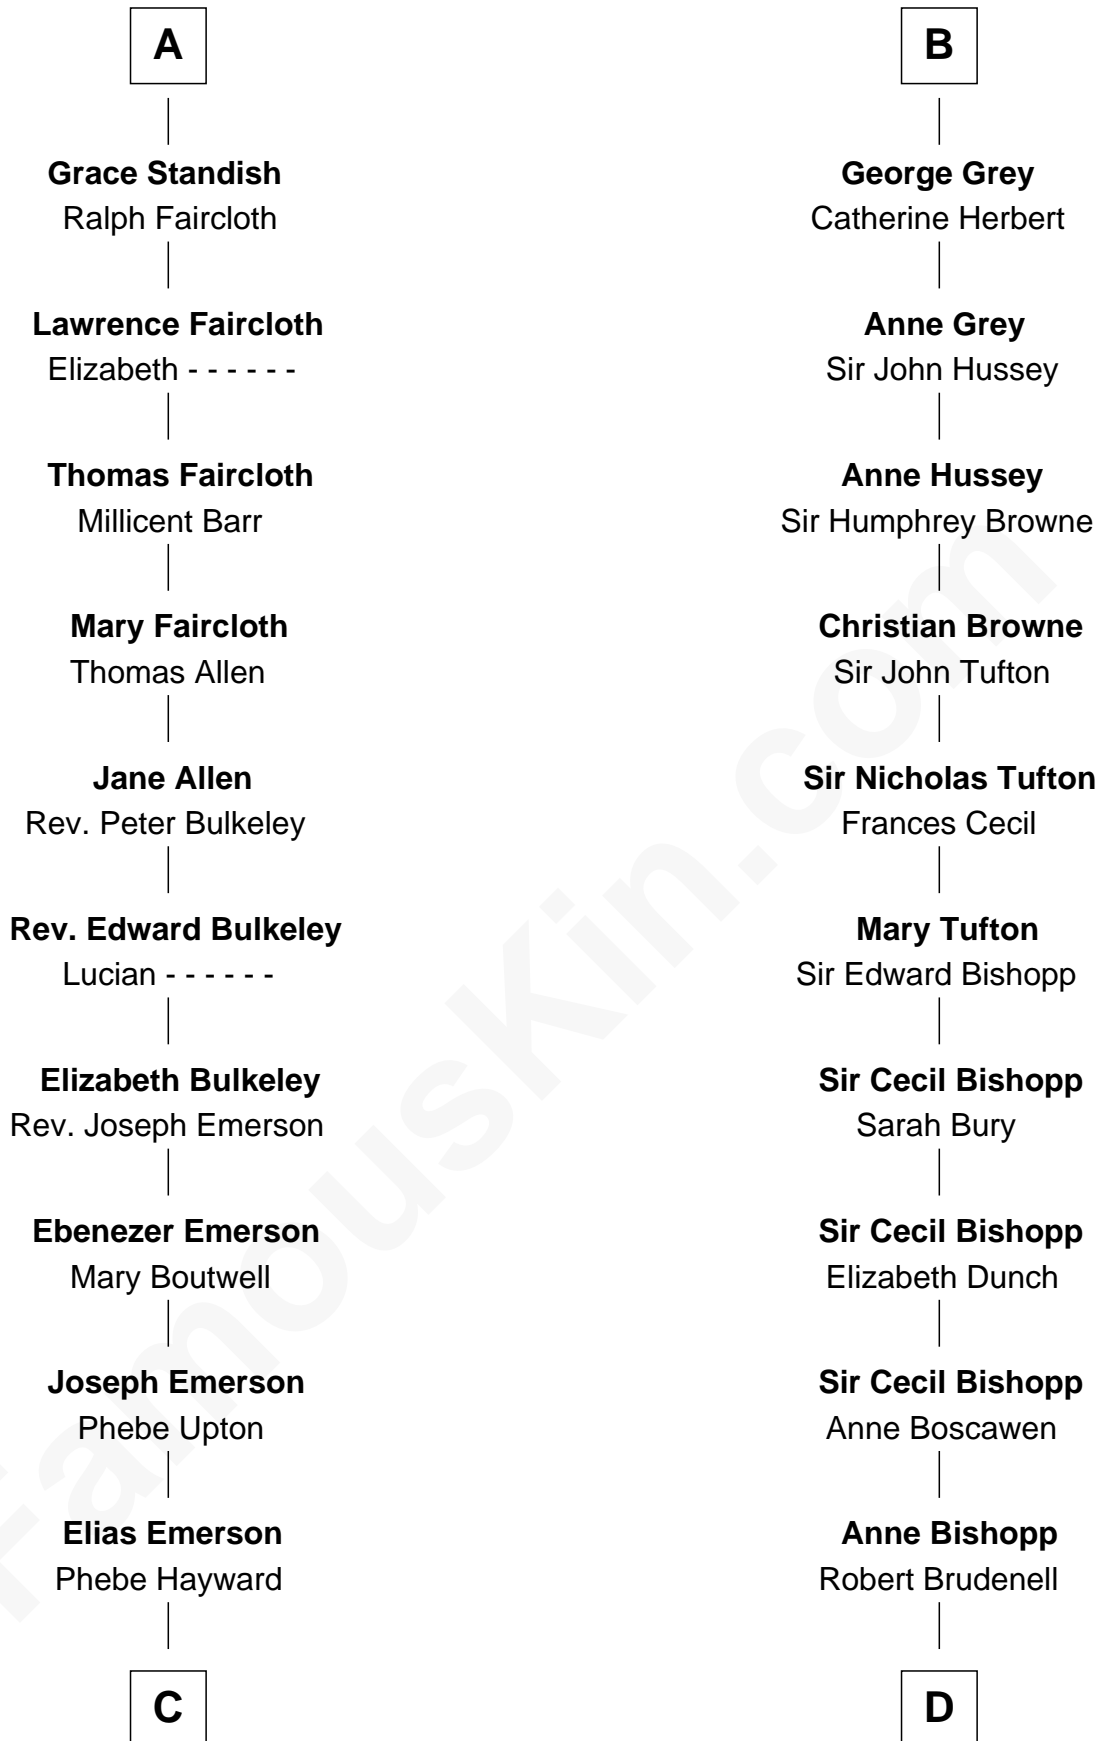 A
Grace Standish
Ralph Faircloth
Lawrence Faircloth
Elizabeth - - - - - -
Thomas Faircloth
Millicent Barr
Mary Faircloth
Thomas Allen
Jane Allen
Rev. Peter Bulkeley
Rev. Edward Bulkeley
Lucian - - - - - -
Elizabeth Bulkeley
Rev. Joseph Emerson
Ebenezer Emerson
Mary Boutwell
Joseph Emerson
Phebe Upton
Elias Emerson
Phebe Hayward
C
B
George Grey
Catherine Herbert
Anne Grey
Sir John Hussey
Anne Hussey
Sir Humphrey Browne
Christian Browne
Sir John Tufton
Sir Nicholas Tufton
Frances Cecil
Mary Tufton
Sir Edward Bishopp
Sir Cecil Bishopp
Sarah Bury
Sir Cecil Bishopp
Elizabeth Dunch
Sir Cecil Bishopp
Anne Boscawen
Anne Bishopp
Robert Brudenell
D
FamousKin.com